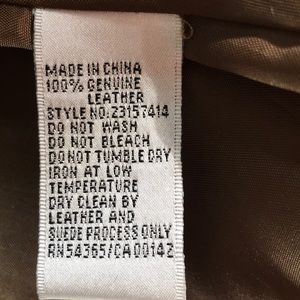 MADE IN CHINA
100% GENUINE
LEATHER
STYLE NO:23157414
DO NOT WASH
DO NOT BLEACH
DO NOT TUMBLE DRY
IRON AT LOW
TEMPERATURE
DRY CLEAN BY
LEATHER AND
SUEDE PROCESS ONLY
RN54365/CA00142